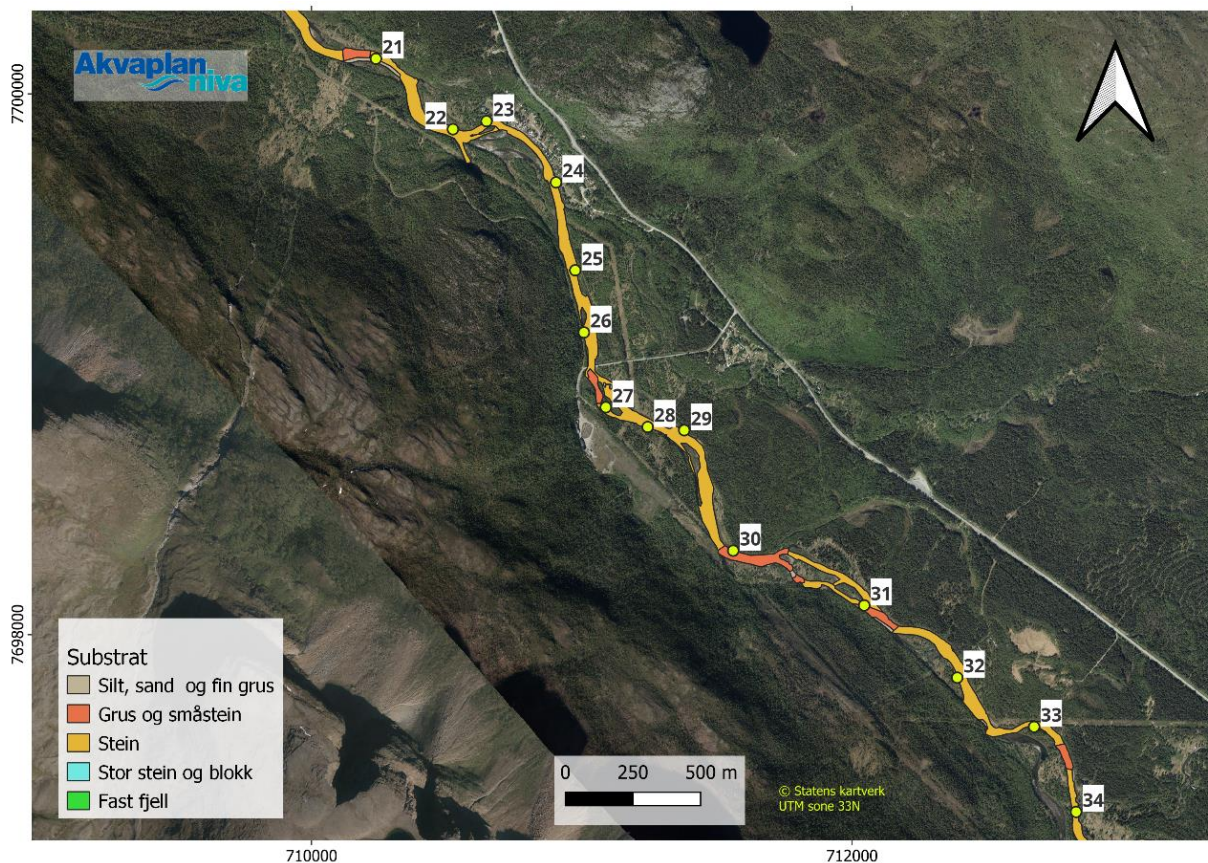 Akvaplan
niva
21
22
23
24
25
26
27
28
29
30
31
32
33
34
7700000
7698000
Substrat
Silt, sand og fin grus
Grus og småstein
Stein
Stor stein og blokk
Fast fjell
0 250 500 m
© Statens kartverk
UTM sone 33N
710000
712000